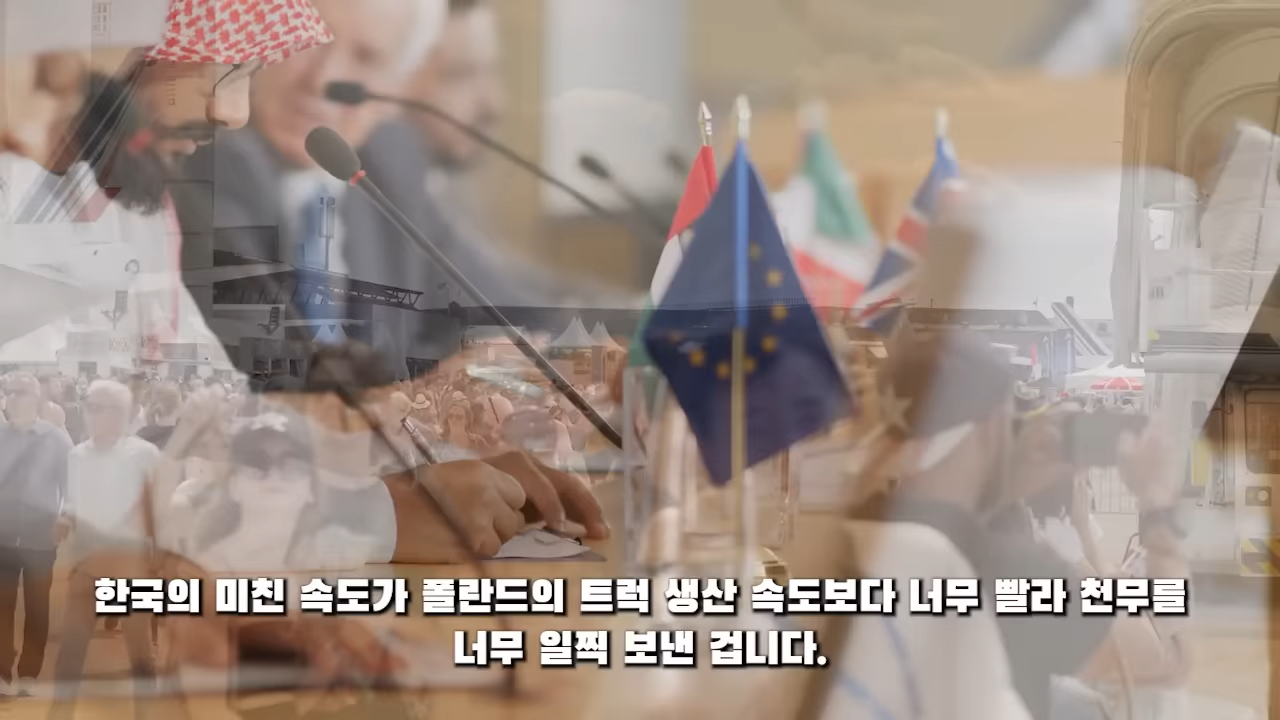 한국의 미친 속도가 폴란드의 트럭 생산 속도보다 너무 빨라 천무를
너무 일찍 보낸 겁니다.